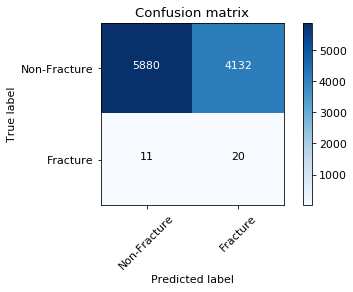 Confusion matrix
True label
Non-Fracture
5880
4132
Fracture
11
20
Non-Fracture
Fracture
Predicted label
5000
4000
3000
2000
1000